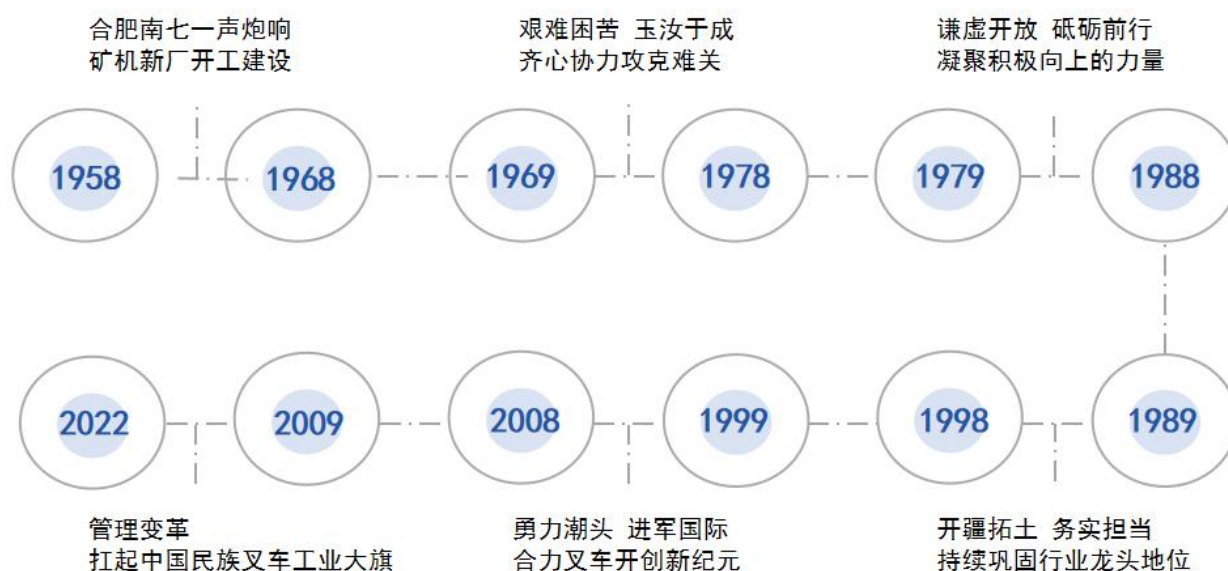 合肥南七一声炮响
矿机新厂开工建设
艰难困苦 玉汝于成
齐心协力攻克难关
谦虚开放 砥砺前行
凝聚积极向上的力量
1958
1968
1969
1978
1979
1988
2022
2009
2008
1999
1998
1989
管理变革
扛起中国民族叉车工业大旗
勇力潮头 进军国际
合力叉车开创新纪元
开疆拓土 务实担当
持续巩固行业龙头地位